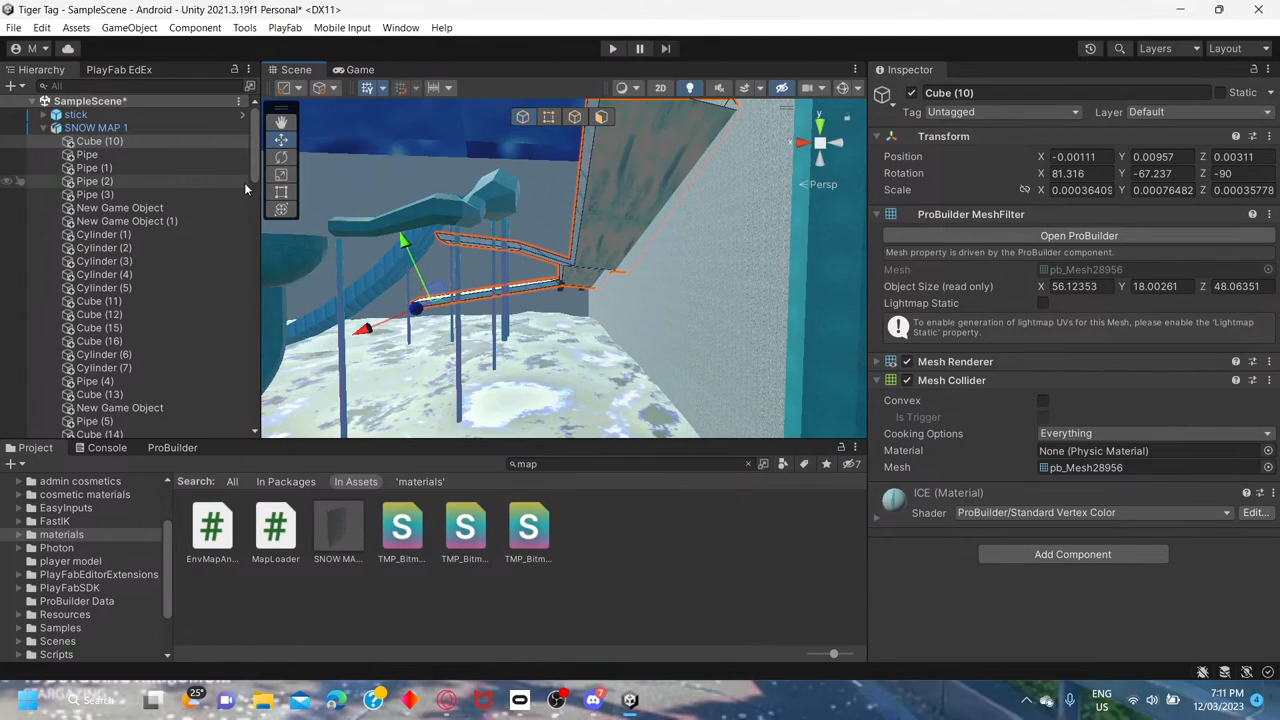 Tiger Tag - SampleScene - Android - Unity 2021.3.19f1 Personal* <DX11>
File Edit Assets GameObject Component Tools PlayFab Mobile Input Window Help
M Layers Layout
Hierarchy PlayFab EdEx Scene Game Inspector
All 2D Cube (10) Static
SampleScene* Tag Untagged Layer Default
stick
SNOW MAP 1 Transform
Cube (10) Position X -0.00111 Y 0.00957 Z 0.00311
Pipe Rotation X 81.316 Y -67.237 Z -90
Pipe (1) Scale X 0.00036409 Y 0.00076482 Z 0.00035778
Pipe (2) y x Persp
Pipe (3) ProBuilder MeshFilter
New Game Object Open ProBuilder
New Game Object (1) Mesh property is driven by the ProBuilder component.
Cylinder (1) Mesh pb_Mesh28956
Cylinder (2) Object Size (read only) X 56.12353 Y 18.00261 Z 48.06351
Cylinder (3) Lightmap Static
Cylinder (4) To enable generation of lightmap UVs for this Mesh, please enable the 'Lightmap
Cylinder (5) Static' property.
Cube (11) Mesh Renderer
Cube (12) Mesh Collider
Cube (15) Convex
Cube (16) Is Trigger
Cylinder (6) Cooking Options Everything
Cylinder (7) Material None (Physic Material)
Pipe (4) Mesh pb_Mesh28956
Cube (13) ICE (Material)
New Game Object Shader ProBuilder/Standard Vertex Color Edit...
Pipe (5) Add Component
Cube (14)
Project Console ProBuilder
map 7
admin cosmetics Search: All In Packages In Assets 'materials'
cosmetic materials
EasyInputs
FastIK
materials
Photon
player model EnvMapAn... MapLoader SNOW MA... TMP_Bitm... TMP_Bitm... TMP_Bitm...
PlayFabEditorExtensions
PlayFabSDK
ProBuilder Data
Resources
Samples
Scenes
Scripts
Search 25° 7 ENG US 7:11 PM 12/03/2023